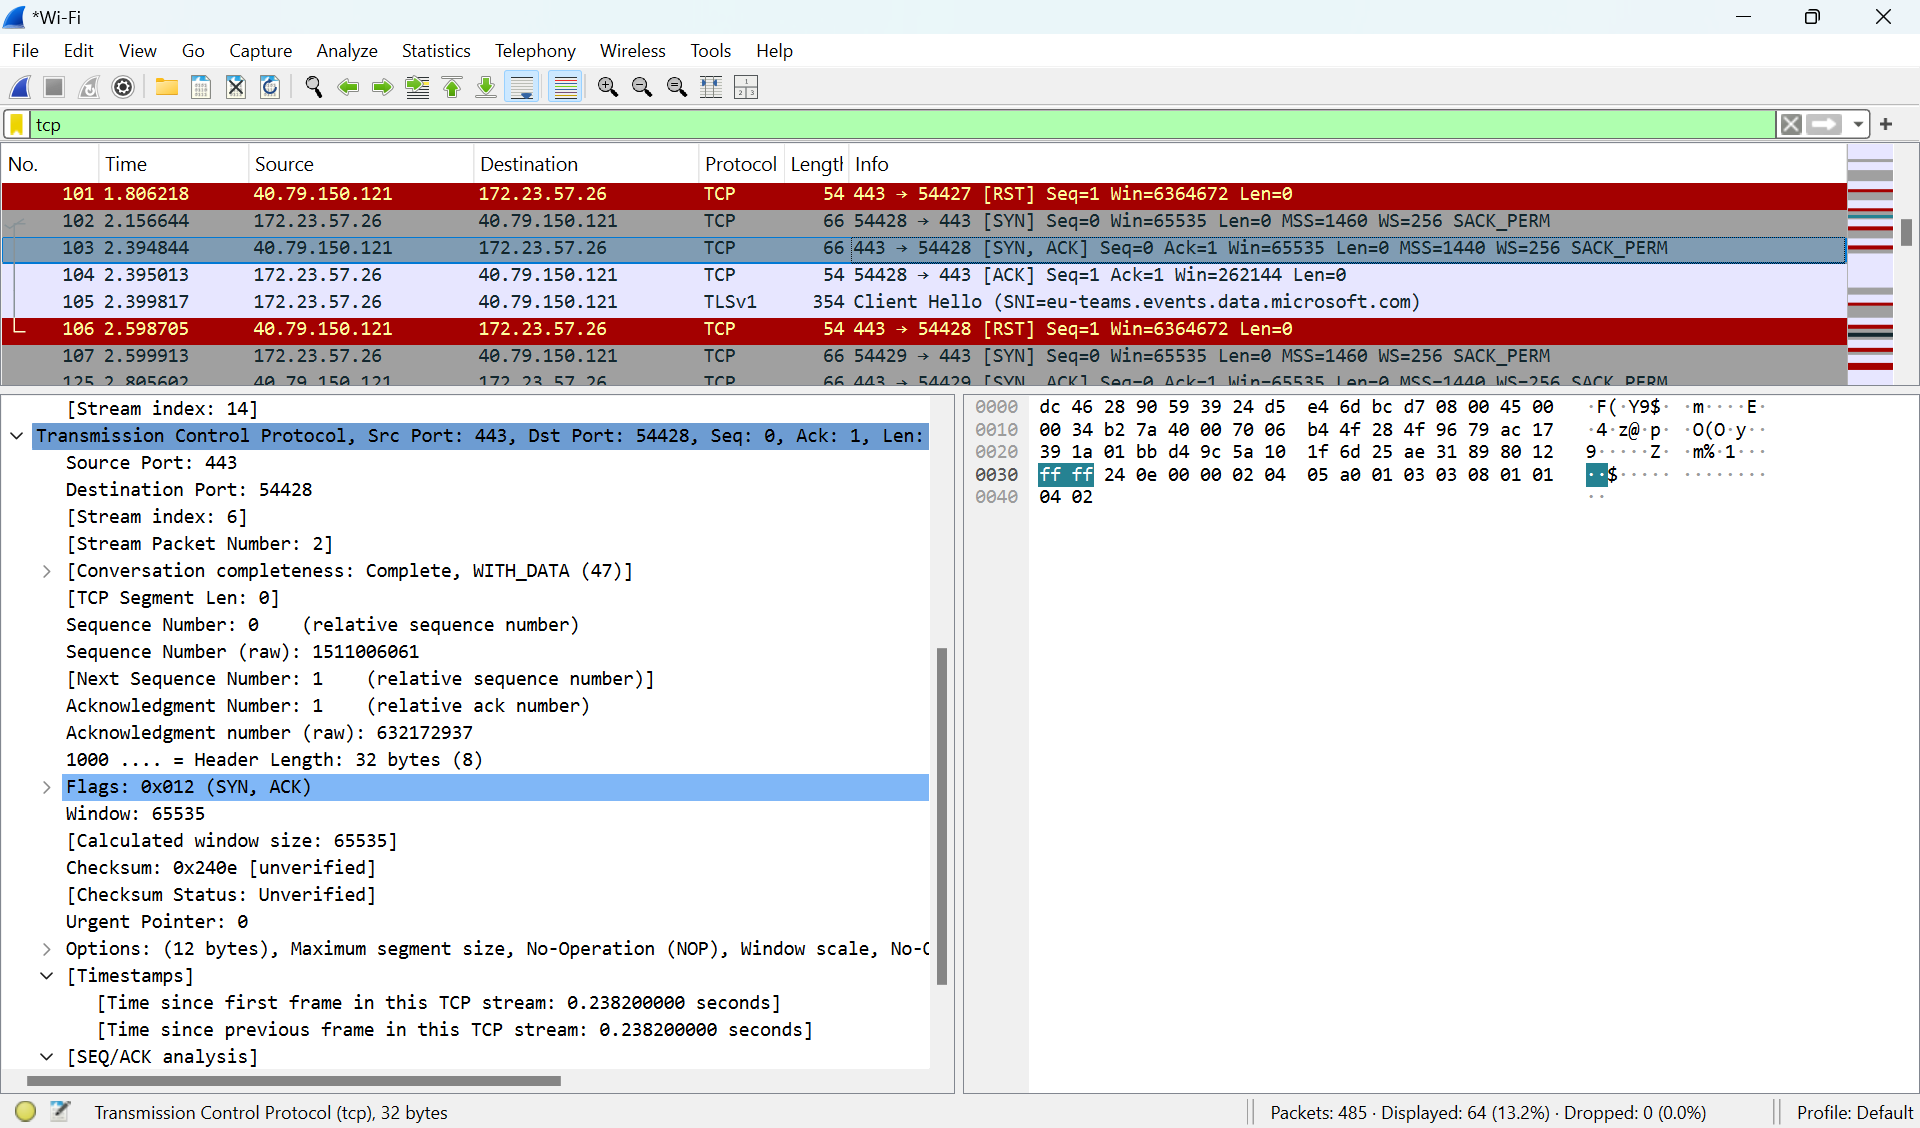 *Wi-Fi
File Edit View Go Capture Analyze Statistics Telephony Wireless Tools Help
tcp
No. Time Source Destination Protocol Length Info
101 1.806218 40.79.150.121 172.23.57.26 TCP 54 443 → 54427 [RST] Seq=1 Win=6364672 Len=0
102 2.156644 172.23.57.26 40.79.150.121 TCP 66 54428 → 443 [SYN] Seq=0 Win=65535 Len=0 MSS=1460 WS=256 SACK_PERM
103 2.394844 40.79.150.121 172.23.57.26 TCP 66 443 → 54428 [SYN, ACK] Seq=0 Ack=1 Win=65535 Len=0 MSS=1440 WS=256 SACK_PERM
104 2.395013 172.23.57.26 40.79.150.121 TCP 54 54428 → 443 [ACK] Seq=1 Ack=1 Win=262144 Len=0
105 2.399817 172.23.57.26 40.79.150.121 TLSv1 354 Client Hello (SNI=eu-teams.events.data.microsoft.com)
106 2.598705 40.79.150.121 172.23.57.26 TCP 54 443 → 54428 [RST] Seq=1 Win=6364672 Len=0
107 2.599913 172.23.57.26 40.79.150.121 TCP 66 54429 → 443 [SYN] Seq=0 Win=65535 Len=0 MSS=1460 WS=256 SACK_PERM
125 2.805602 40.79.150.121 172.23.57.26 TCP 66 443 → 54429 [SYN, ACK] Seq=0 Ack=1 Win=65535 Len=0 MSS=1440 WS=256 SACK_PERM
[Stream index: 14]
Transmission Control Protocol, Src Port: 443, Dst Port: 54428, Seq: 0, Ack: 1, Len:
Source Port: 443
Destination Port: 54428
[Stream index: 6]
[Stream Packet Number: 2]
[Conversation completeness: Complete, WITH_DATA (47)]
[TCP Segment Len: 0]
Sequence Number: 0 (relative sequence number)
Sequence Number (raw): 1511006061
[Next Sequence Number: 1 (relative sequence number)]
Acknowledgment Number: 1 (relative ack number)
Acknowledgment number (raw): 632172937
1000 .... = Header Length: 32 bytes (8)
Flags: 0x012 (SYN, ACK)
Window: 65535
[Calculated window size: 65535]
Checksum: 0x240e [unverified]
[Checksum Status: Unverified]
Urgent Pointer: 0
Options: (12 bytes), Maximum segment size, No-Operation (NOP), Window scale, No-O
[Timestamps]
[Time since first frame in this TCP stream: 0.238200000 seconds]
[Time since previous frame in this TCP stream: 0.238200000 seconds]
[SEQ/ACK analysis]
0000 dc 46 28 90 59 39 24 d5 e4 6d bc d7 08 00 45 00 ·F(·Y9$· ·m····E·
0010 00 34 b2 7a 40 00 70 06 b4 4f 28 4f 96 79 ac 17 ·4·z@·p· ·O(O·y··
0020 39 1a 01 bb d4 9c 5a 10 1f 6d 25 ae 31 89 80 12 9·····Z· ·m%·1···
0030 ff ff 24 0e 00 00 02 04 05 a0 01 03 03 08 01 01 ··$····· ········
0040 04 02 ··
Transmission Control Protocol (tcp), 32 bytes
Packets: 485 · Displayed: 64 (13.2%) · Dropped: 0 (0.0%)
Profile: Default